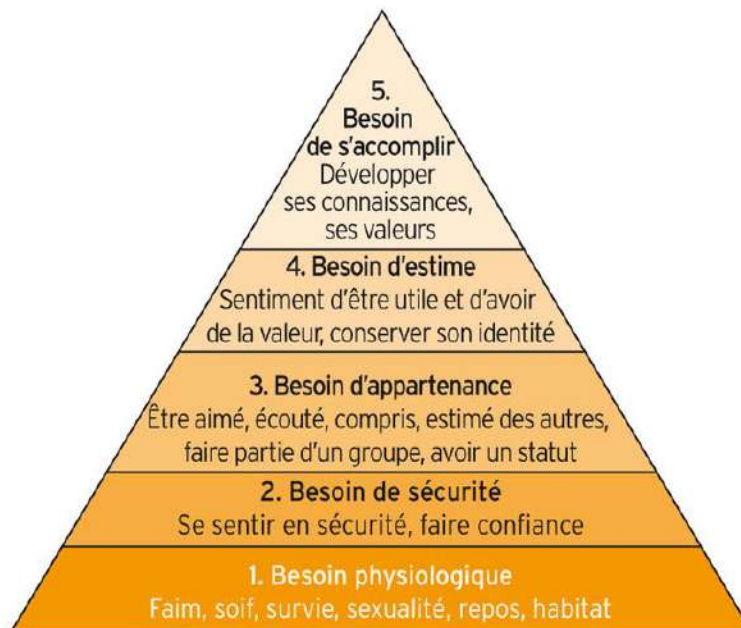 5.
Besoin
de s'accomplir
Développer
ses connaissances,
ses valeurs
4. Besoin d'estime
Sentiment d'être utile et d'avoir
de la valeur, conserver son identité
3. Besoin d'appartenance
Être aimé, écouté, compris, estimé des autres,
faire partie d'un groupe, avoir un statut
2. Besoin de sécurité
Se sentir en sécurité, faire confiance
1. Besoin physiologique
Faim, soif, survie, sexualité, repos, habitat